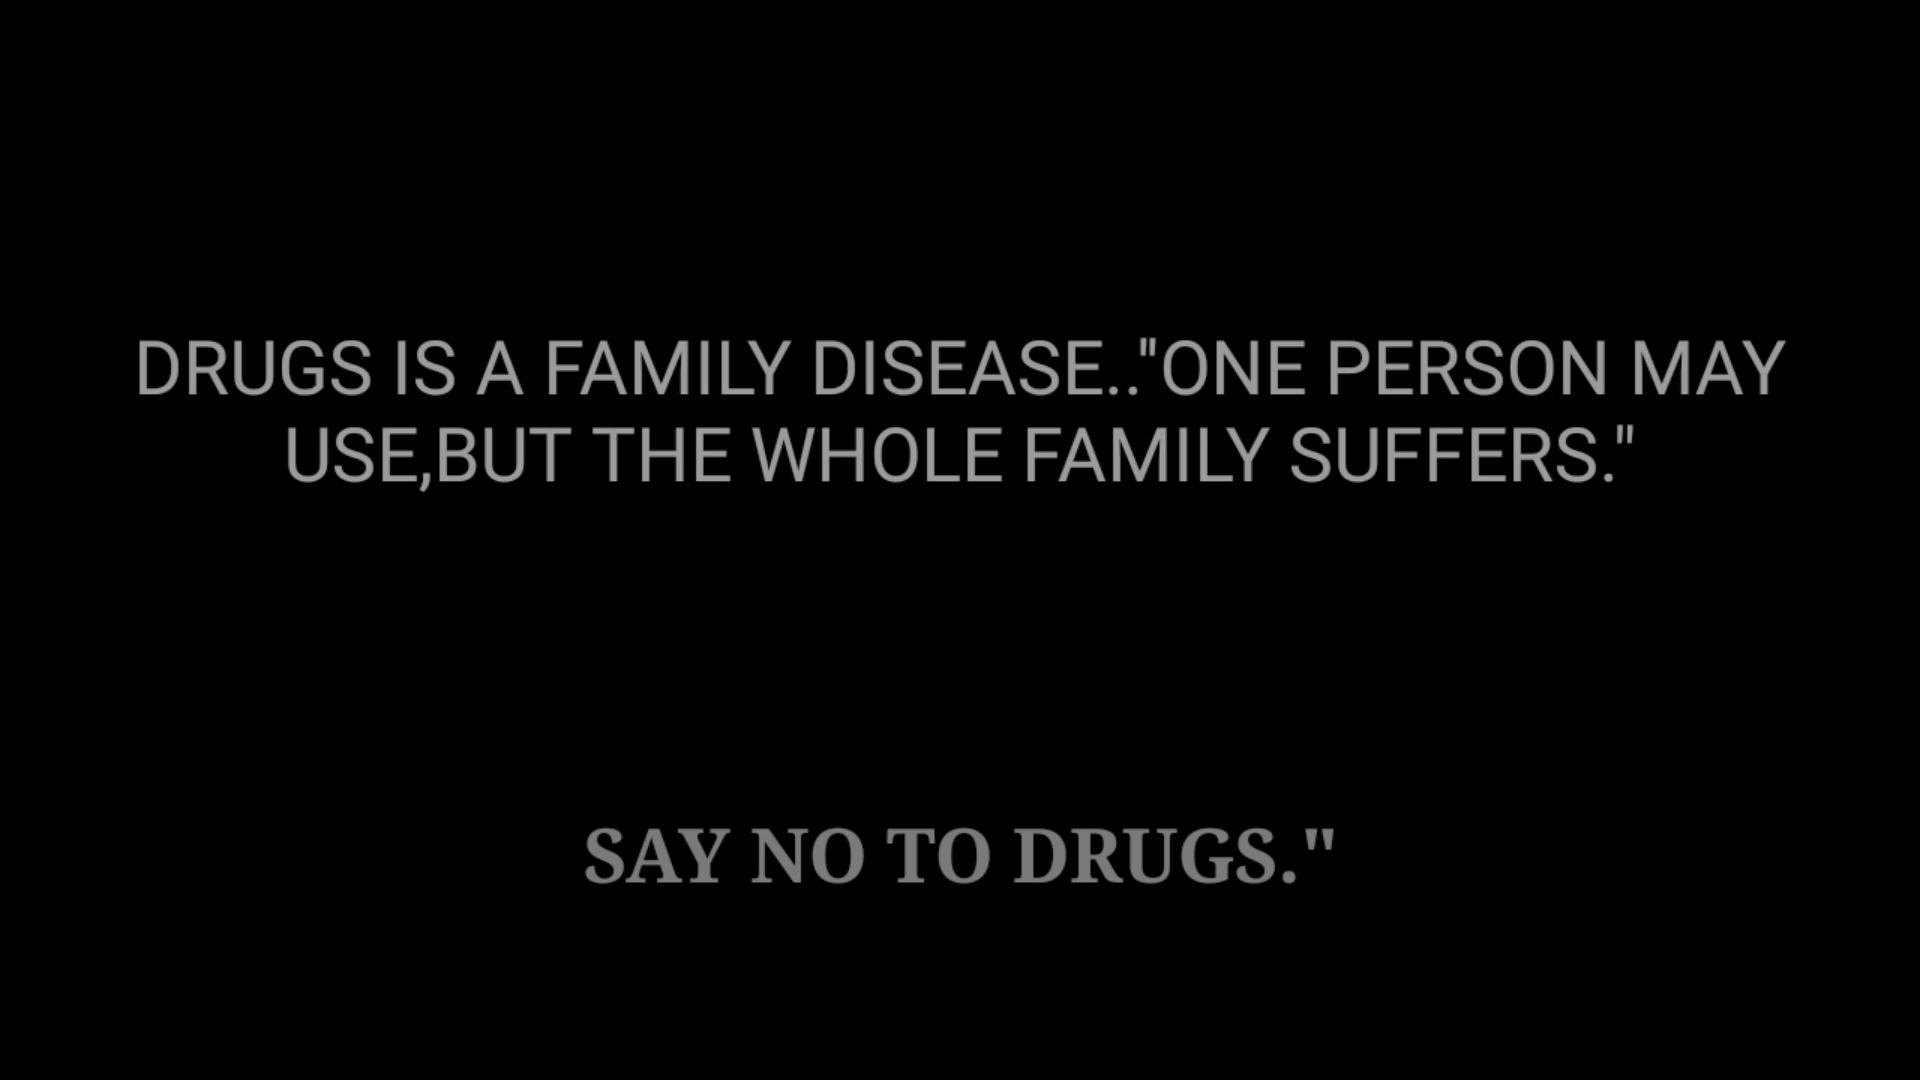 DRUGS IS A FAMILY DISEASE.."ONE PERSON MAY
USE,BUT THE WHOLE FAMILY SUFFERS."
SAY NO TO DRUGS."